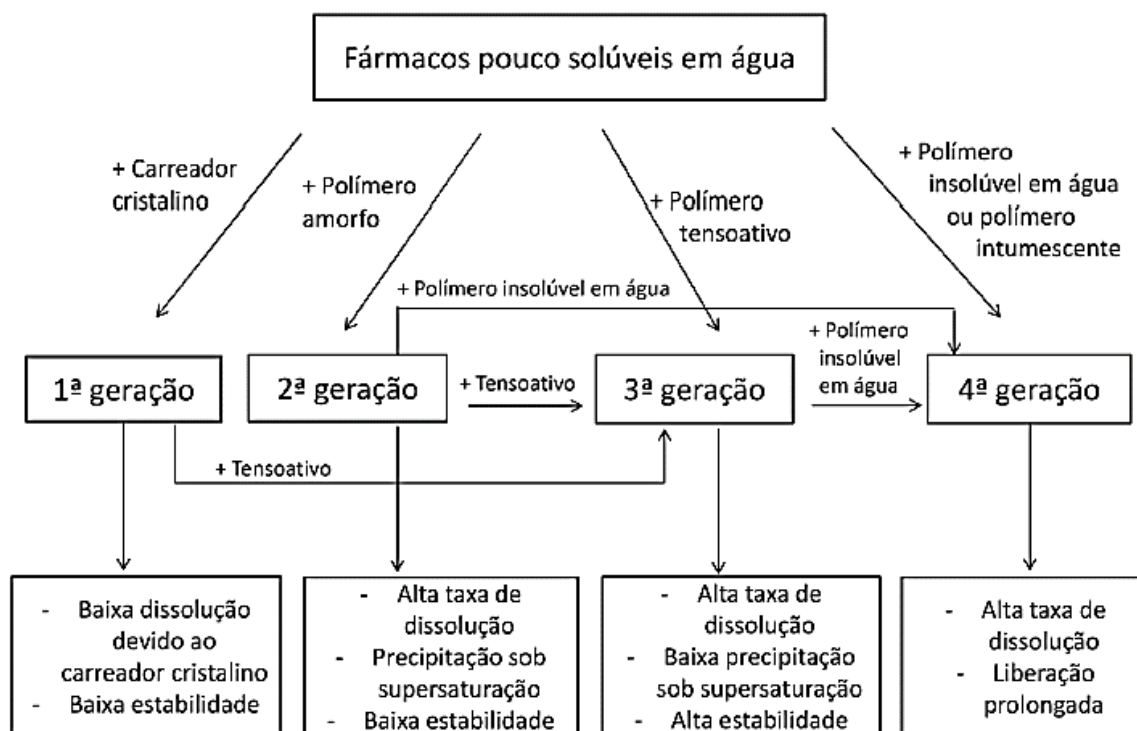 Fármacos pouco solúveis em água
+ Carreador
cristalino
+ Polímero
amorfo
+ Polímero
tensoativo
+ Polímero
insolúvel em água
ou polímero
intumescente
+ Polímero insolúvel em água
1ª geração
2ª geração
+ Tensoativo
3ª geração
+ Polímero
insolúvel
em água
4ª geração
+ Tensoativo
- Baixa dissolução
devido ao
carreador cristalino
- Baixa estabilidade
- Alta taxa de
dissolução
- Precipitação sob
supersaturação
- Baixa estabilidade
- Alta taxa de
dissolução
- Baixa precipitação
sob supersaturação
- Alta estabilidade
- Alta taxa de
dissolução
- Liberação
prolongada